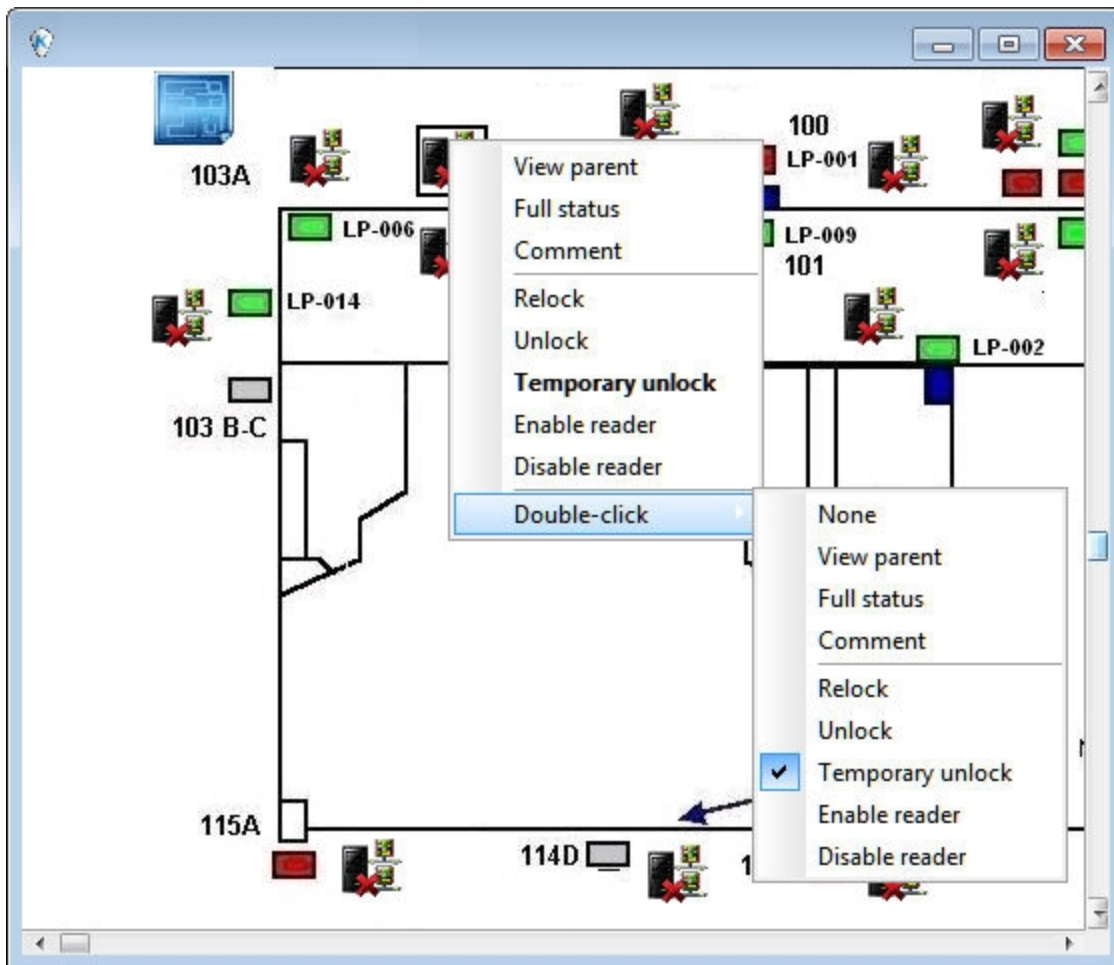 103A
100
LP-001
LP-006
LP-009
101
LP-014
LP-002
103 B-C
View parent
Full status
Comment
Relock
Unlock
Temporary unlock
Enable reader
Disable reader
Double-click
None
View parent
Full status
Comment
Relock
Unlock
Temporary unlock
Enable reader
Disable reader
115A
114D